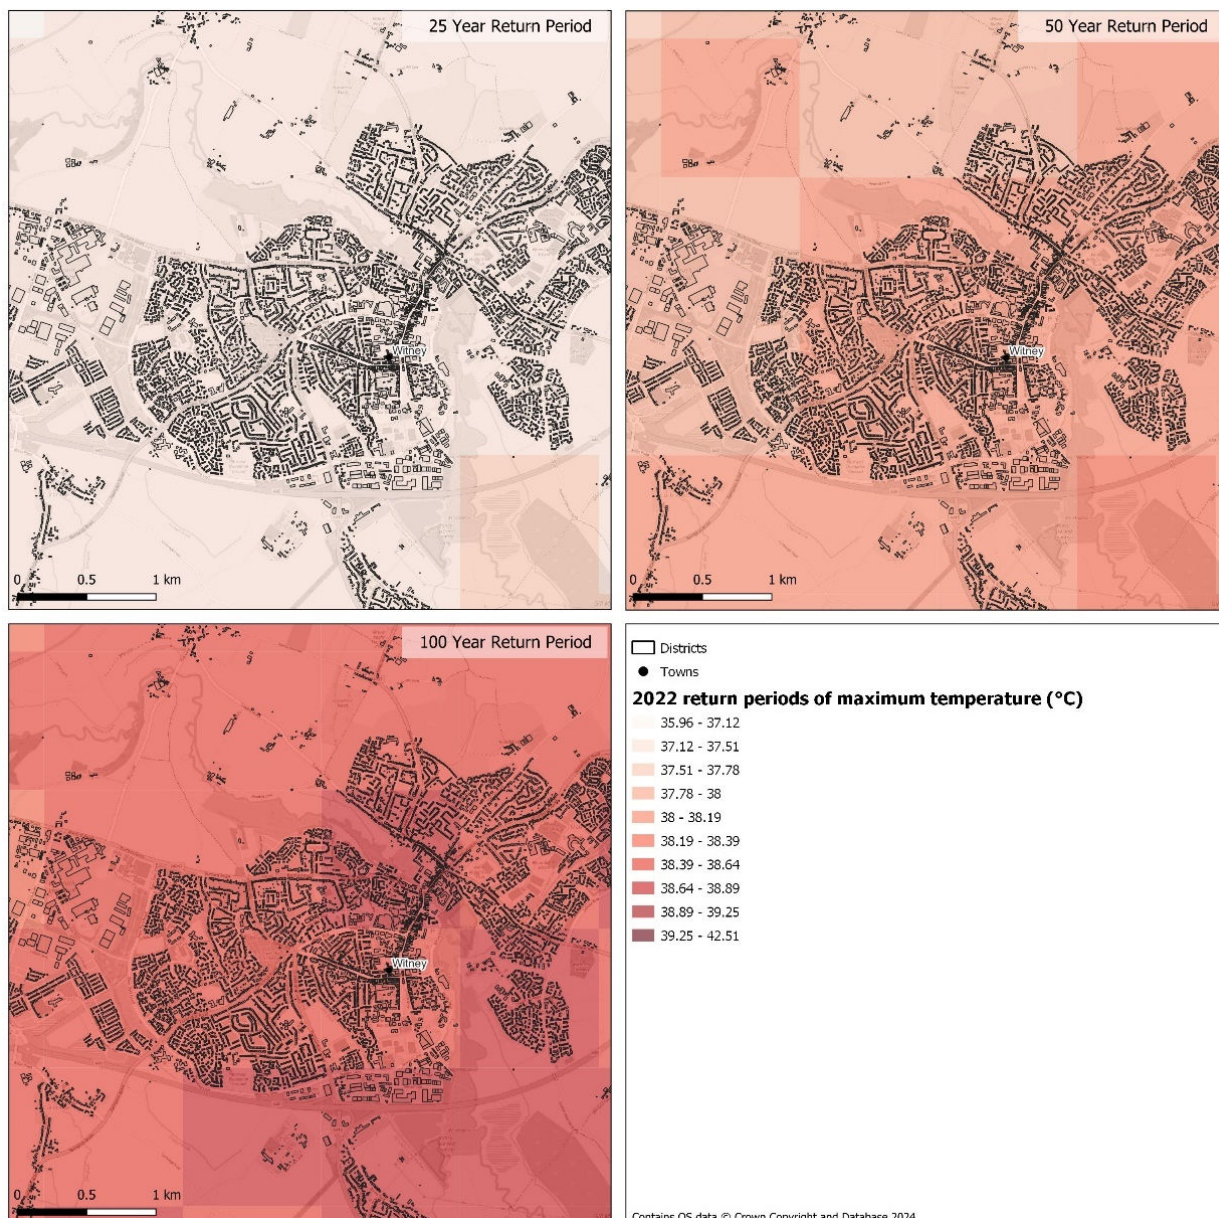 25 Year Return Period
50 Year Return Period
Witney
Witney
0 0.5 1 km
0 0.5 1 km
100 Year Return Period
Districts
Towns
2022 return periods of maximum temperature (°C)
35.96 - 37.12
37.12 - 37.51
37.51 - 37.78
37.78 - 38
38 - 38.19
38.19 - 38.39
38.39 - 38.64
38.64 - 38.89
38.89 - 39.25
39.25 - 42.51
Witney
0 0.5 1 km
Contains OS data © Crown Copyright and Database 2024